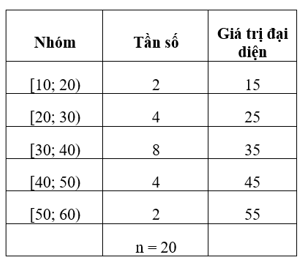 Nhóm Tần số Giá trị đại diện
[10; 20) 2 15
[20; 30) 4 25
[30; 40) 8 35
[40; 50) 4 45
[50; 60) 2 55
n = 20